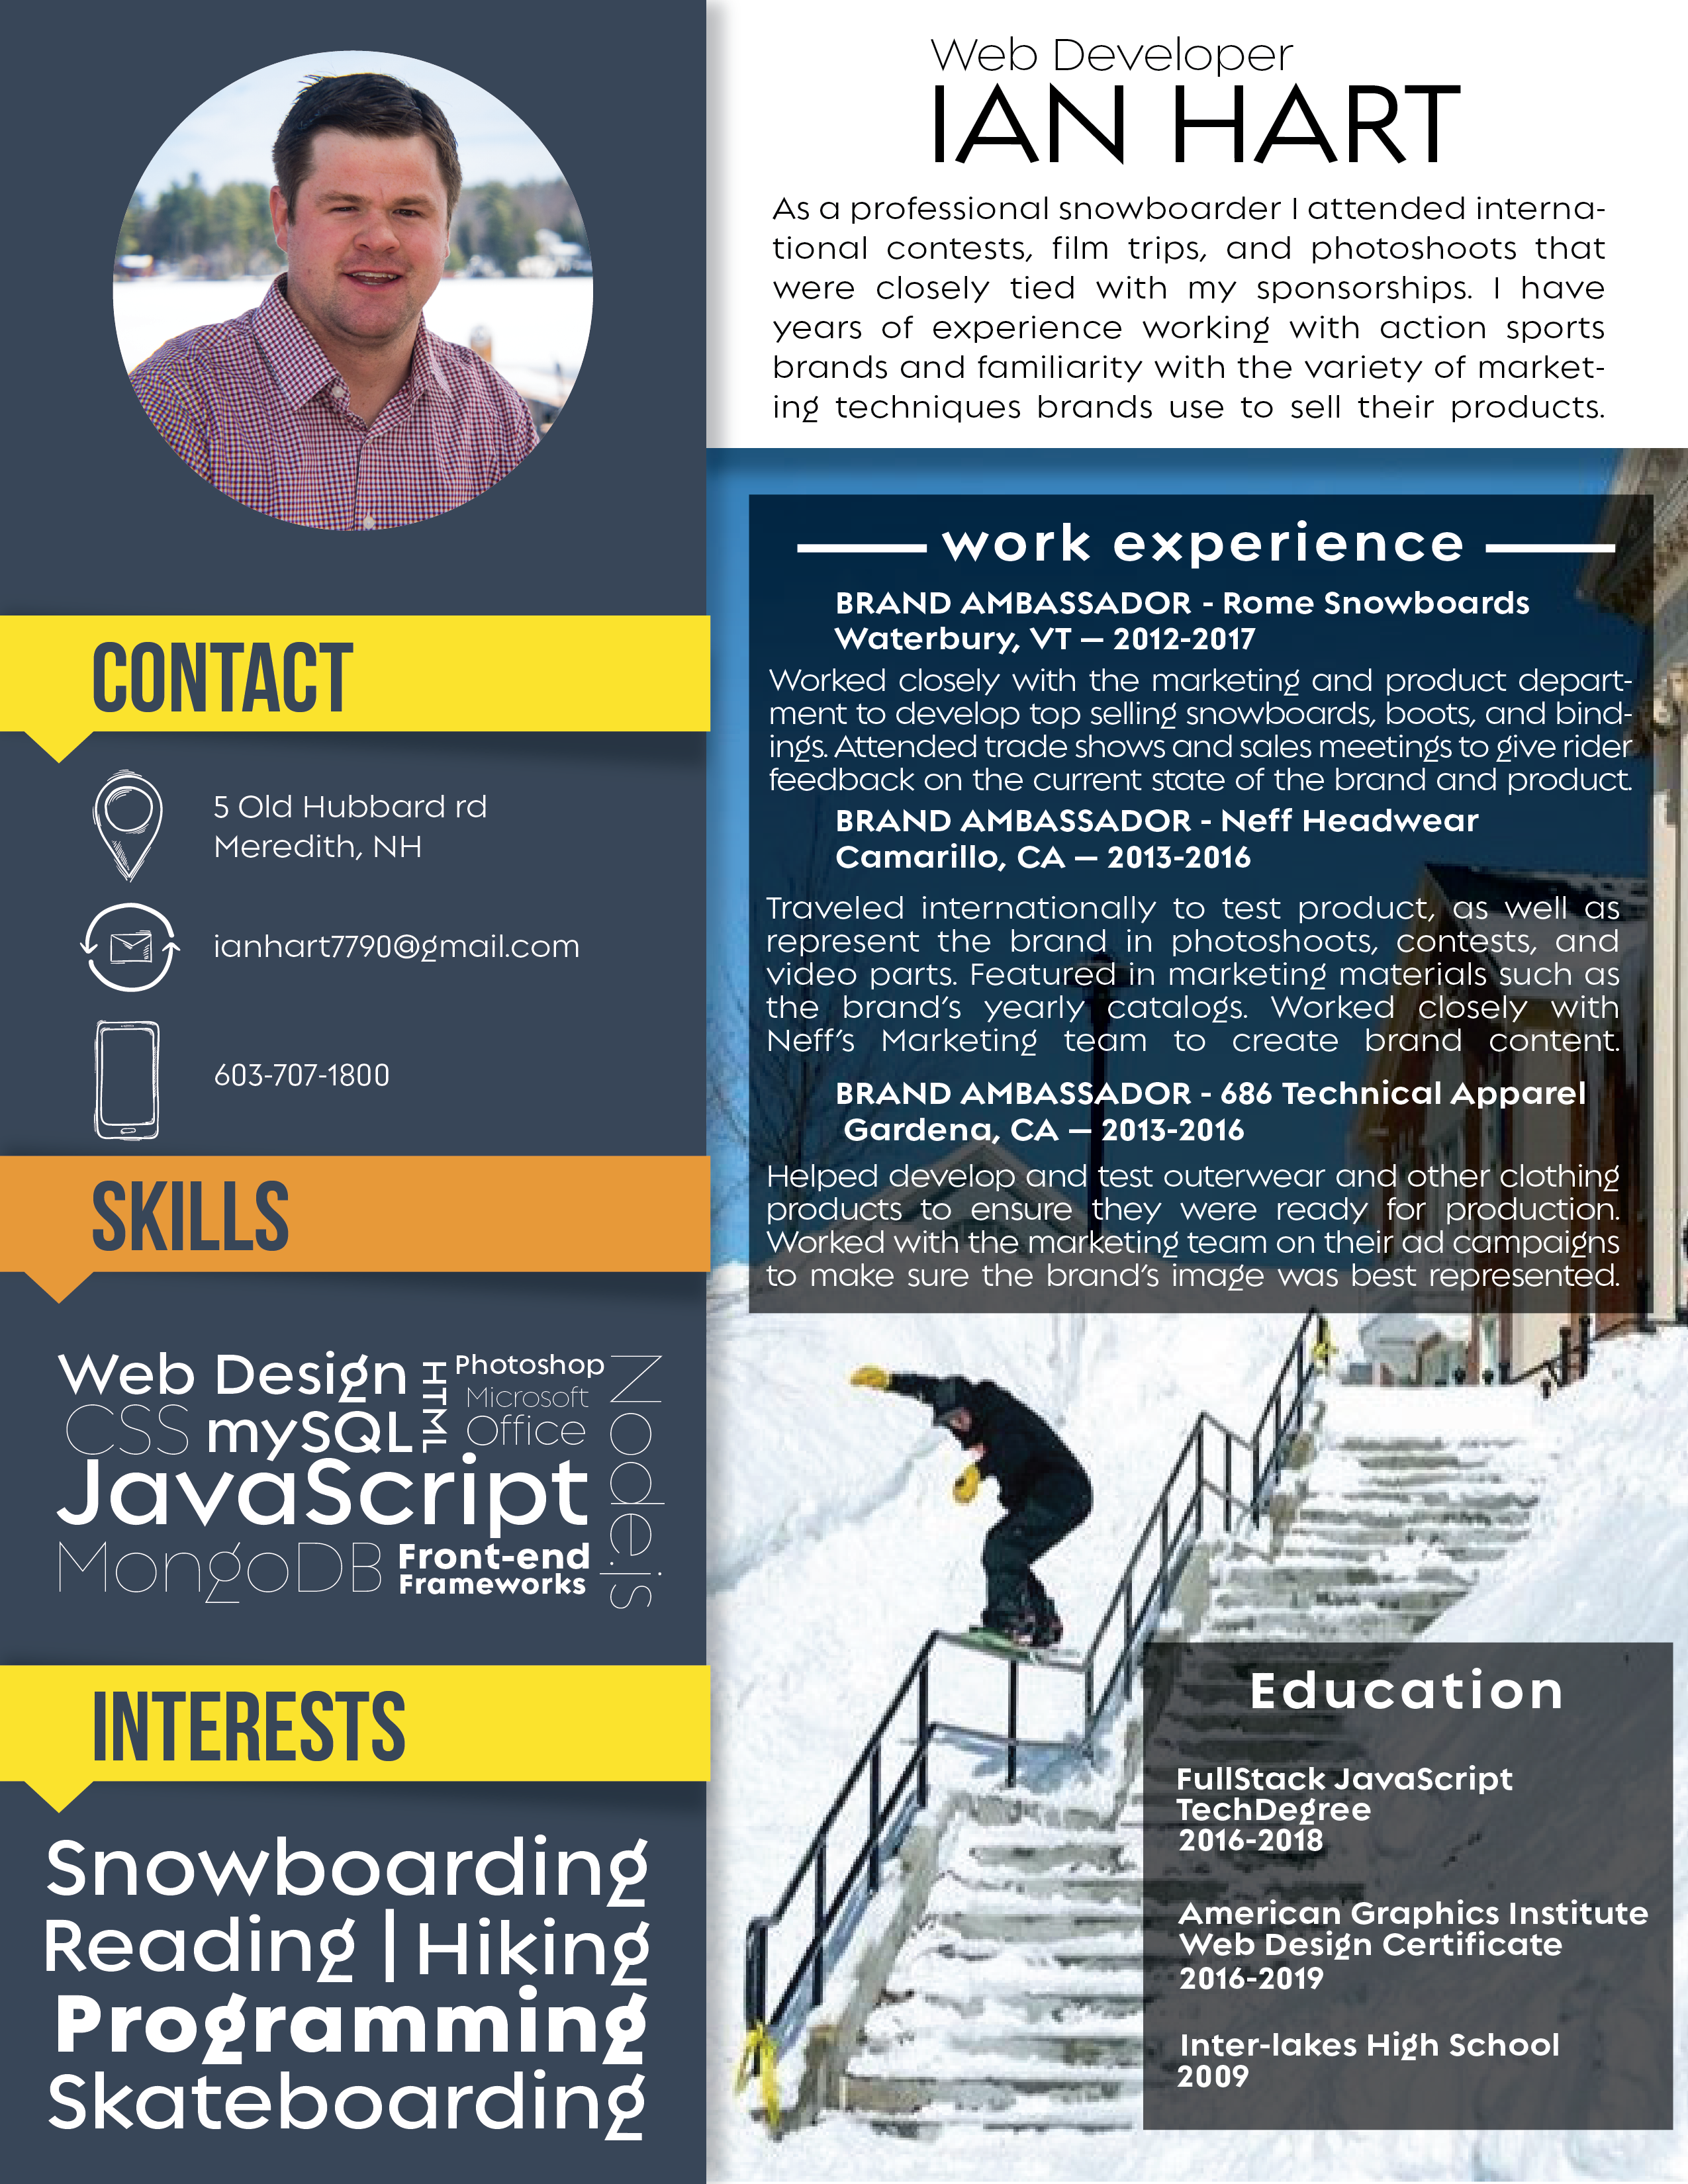 Web Developer
IAN HART
As a professional snowboarder I attended interna-
tional contests, film trips, and photoshoots that
were closely tied with my sponsorships. I have
years of experience working with action sports
brands and familiarity with the variety of market-
ing techniques brands use to sell their products.
CONTACT
5 Old Hubbard rd
Meredith, NH
ianhart7790@gmail.com
603-707-1800
SKILLS
Web Design
HTML
Photoshop
Microsoft
Office
Node.js
CSS
mySQL
JavaScript
MongoDB
Front-end
Frameworks
INTERESTS
Snowboarding
Reading | Hiking
Programming
Skateboarding
work experience
BRAND AMBASSADOR - Rome Snowboards
Waterbury, VT — 2012-2017
Worked closely with the marketing and product depart-
ment to develop top selling snowboards, boots, and bind-
ings. Attended trade shows and sales meetings to give rider
feedback on the current state of the brand and product.
BRAND AMBASSADOR - Neff Headwear
Camarillo, CA — 2013-2016
Traveled internationally to test product, as well as
represent the brand in photoshoots, contests, and
video parts. Featured in marketing materials such as
the brand's yearly catalogs. Worked closely with
Neff's Marketing team to create brand content.
BRAND AMBASSADOR - 686 Technical Apparel
Gardena, CA — 2013-2016
Helped develop and test outerwear and other clothing
products to ensure they were ready for production.
Worked with the marketing team on their ad campaigns
to make sure the brand's image was best represented.
Education
FullStack JavaScript
TechDegree
2016-2018
American Graphics Institute
Web Design Certificate
2016-2019
Inter-lakes High School
2009